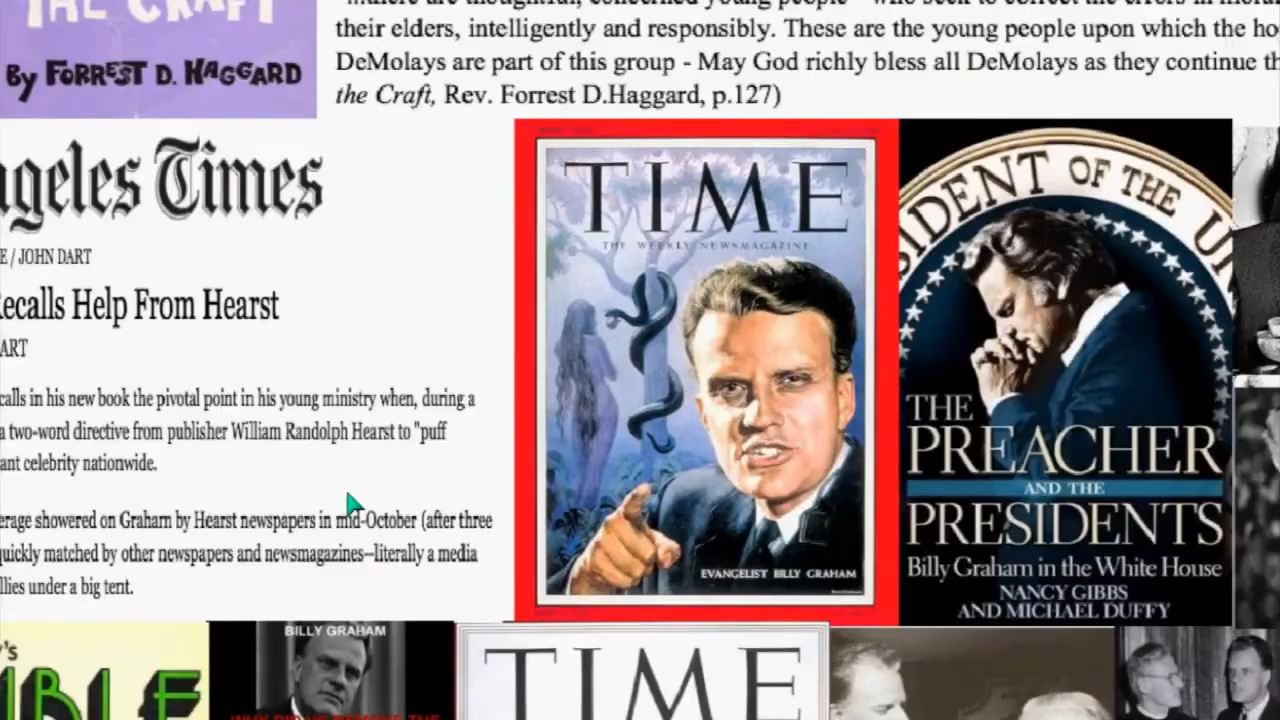 THE CRAFT
by FORREST D. HAGGARD
their elders, intelligently and responsibly. These are the young people upon which the ho
DeMolays are part of this group - May God richly bless all DeMolays as they continue th
the Craft, Rev. Forrest D.Haggard, p.127)
ngeles Times
E / JOHN DART
Recalls Help From Hearst
ART
calls in his new book the pivotal point in his young ministry when, during a
a two-word directive from publisher William Randolph Hearst to "puff
ant celebrity nationwide.
erage showered on Graham by Hearst newspapers in mid-October (after three
quickly matched by other newspapers and newsmagazines--literally a media
llies under a big tent.
TIME
THE WEEKLY NEWSMAGAZINE
EVANGELIST BILLY GRAHAM
SIDENT OF THE U
THE
PREACHER
AND THE
PRESIDENTS
Billy Graham in the White House
NANCY GIBBS
AND MICHAEL DUFFY
y's
IBLE
BILLY GRAHAM
TIME